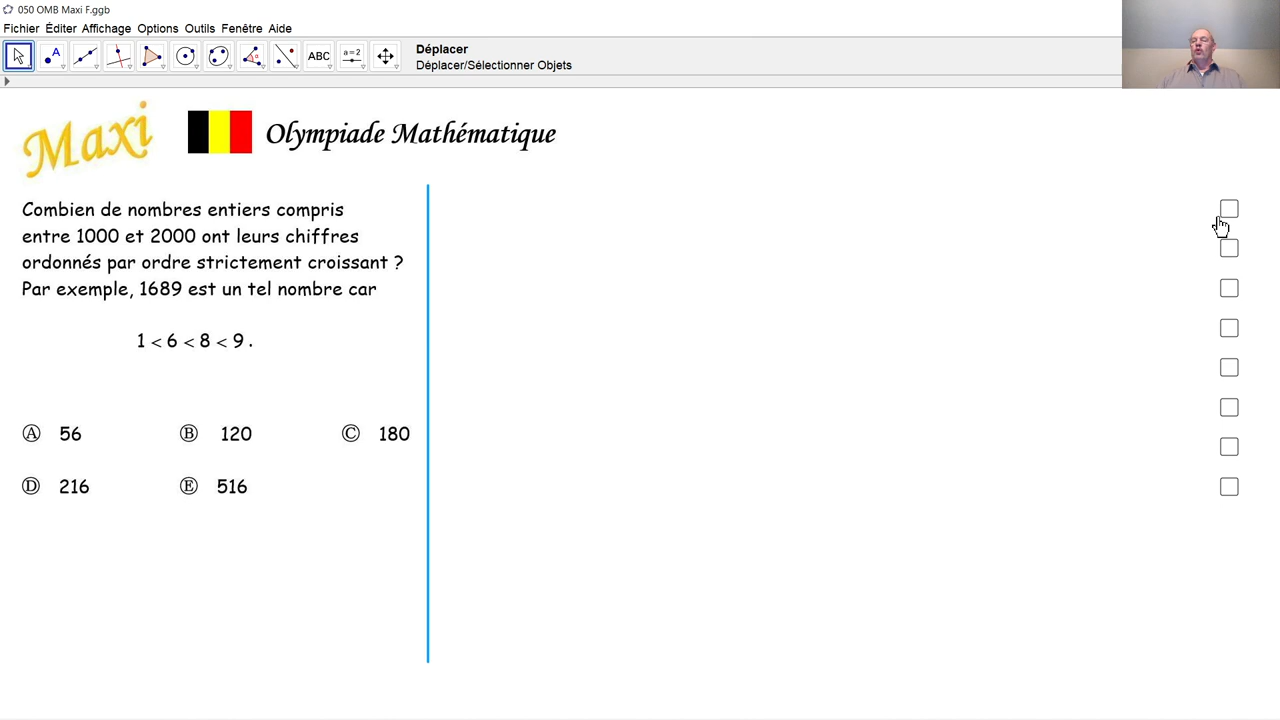 050 OMB Maxi F.ggb
Fichier Éditer Affichage Options Outils Fenêtre Aide
A ABC a=2 Déplacer
Déplacer/Sélectionner Objets
Maxi Olympiade Mathématique
Combien de nombres entiers compris
entre 1000 et 2000 ont leurs chiffres
ordonnés par ordre strictement croissant ?
Par exemple, 1689 est un tel nombre car
1 < 6 < 8 < 9 .
Ⓐ 56 Ⓑ 120 Ⓒ 180
Ⓓ 216 Ⓔ 516